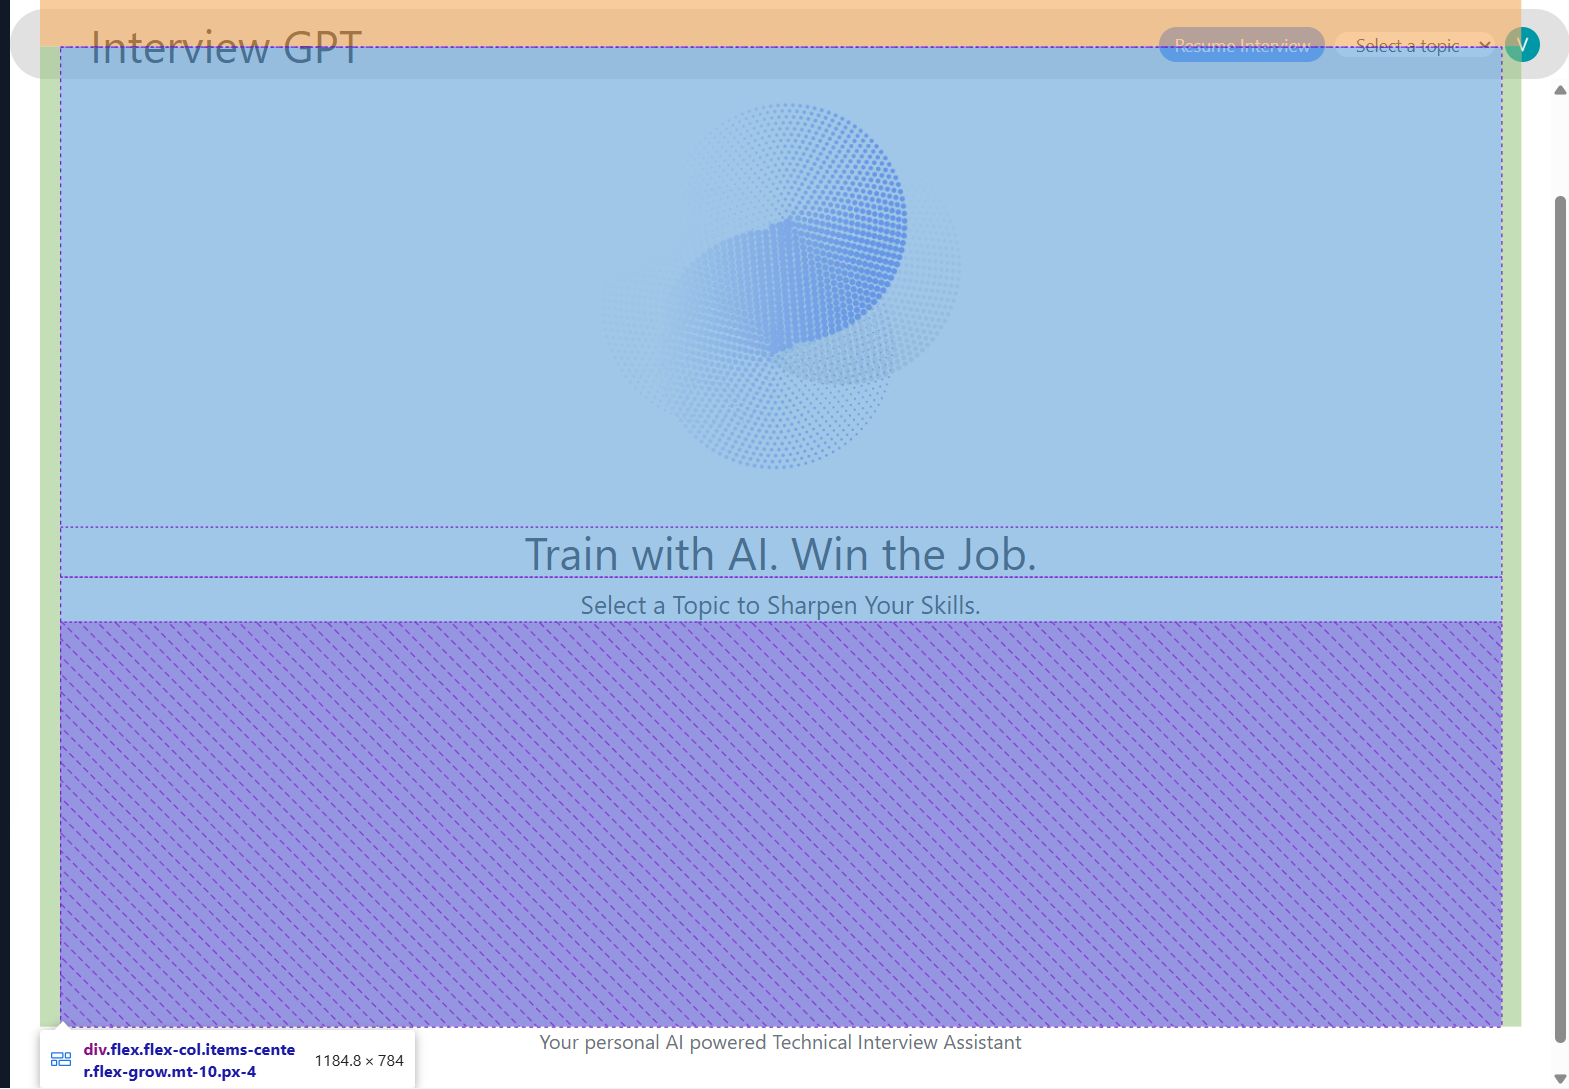 Interview GPT
Resume Interview
Select a topic
V
Train with AI. Win the Job.
Select a Topic to Sharpen Your Skills.
Your personal AI powered Technical Interview Assistant
div.flex.flex-col.items-cente
r.flex-grow.mt-10.px-4
1184.8 × 784